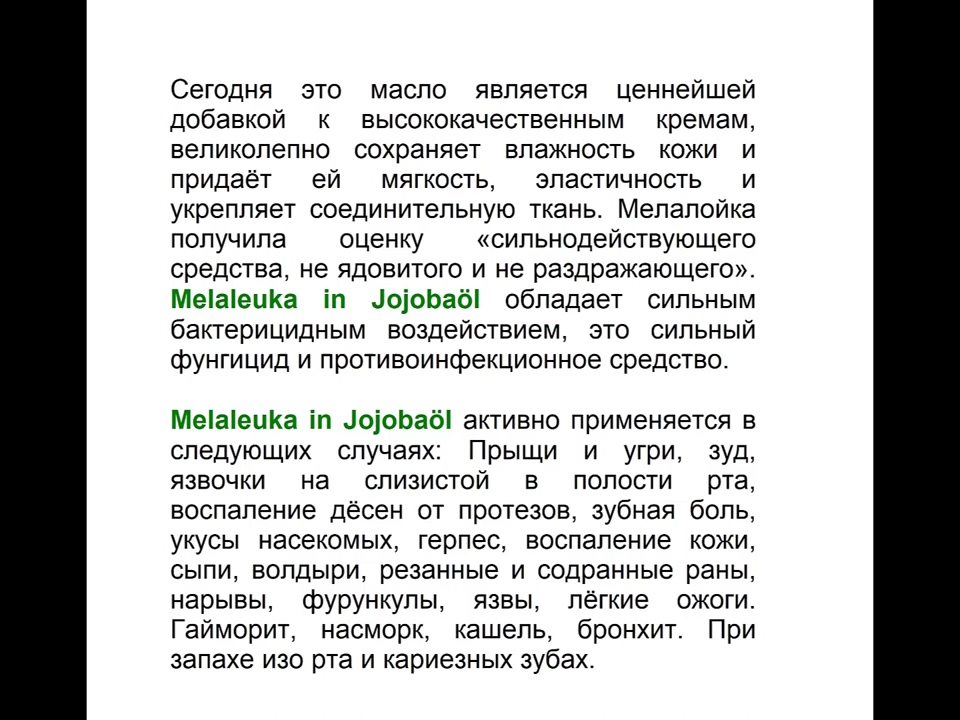 Сегодня это масло является ценнейшей
добавкой к высококачественным кремам,
великолепно сохраняет влажность кожи и
придаёт ей мягкость, эластичность и
укрепляет соединительную ткань. Мелалойка
получила оценку «сильнодействующего
средства, не ядовитого и не раздражающего».
Melaleuka in Jojobaöl обладает сильным
бактерицидным воздействием, это сильный
фунгицид и противоинфекционное средство.
Melaleuka in Jojobaöl активно применяется в
следующих случаях: Прыщи и угри, зуд,
язвочки на слизистой в полости рта,
воспаление дёсен от протезов, зубная боль,
укусы насекомых, герпес, воспаление кожи,
сыпи, волдыри, резанные и содранные раны,
нарывы, фурункулы, язвы, лёгкие ожоги.
Гайморит, насморк, кашель, бронхит. При
запахе изо рта и кариезных зубах.